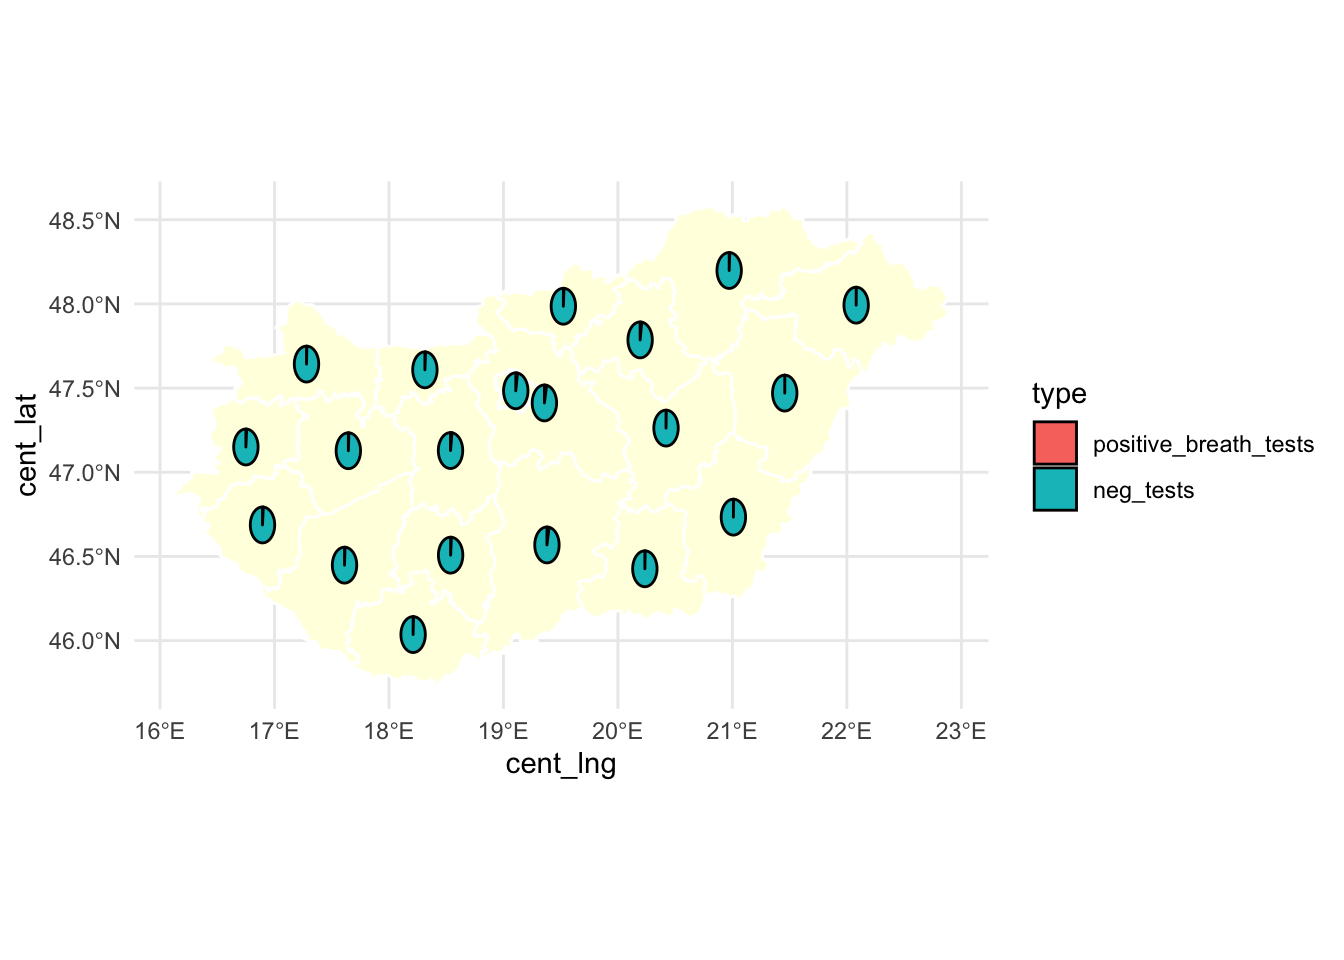 48.5°N
48.0°N
47.5°N
47.0°N
46.5°N
46.0°N
cent_lat
16°E 17°E 18°E 19°E 20°E 21°E 22°E 23°E
cent_lng
type
positive_breath_tests
neg_tests